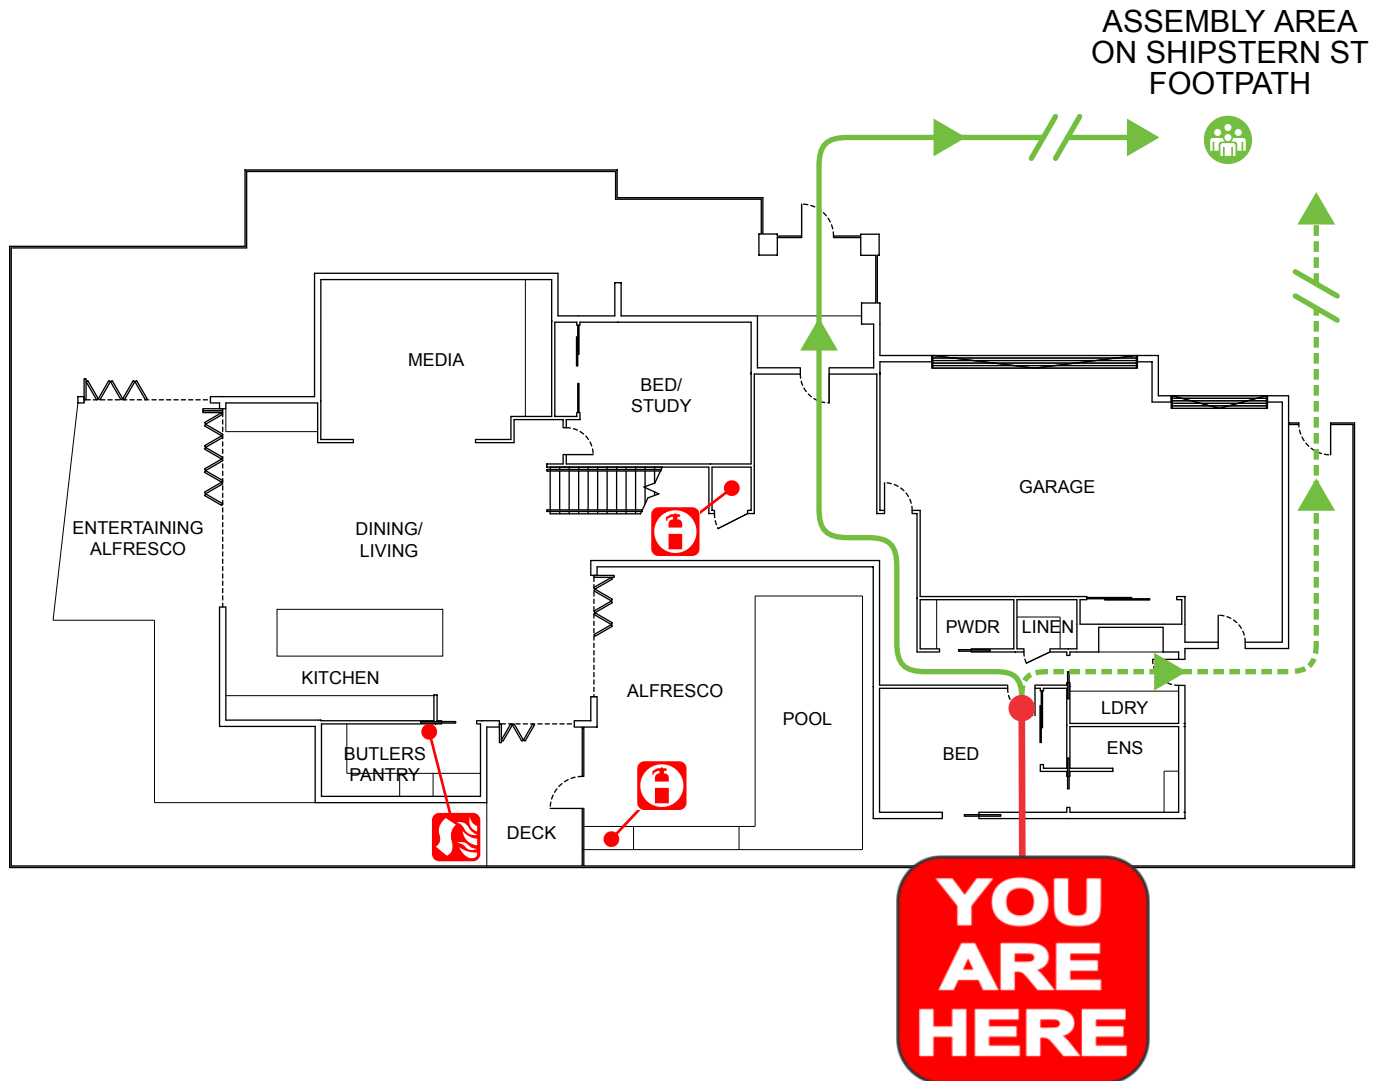 ASSEMBLY AREA
ON SHIPSTERN ST
FOOTPATH
MEDIA
BED/
STUDY
GARAGE
ENTERTAINING
ALFRESCO
DINING/
LIVING
PWDR
LINEN
KITCHEN
ALFRESCO
POOL
LDRY
BED
ENS
BUTLERS
PANTRY
DECK
YOU
ARE
HERE